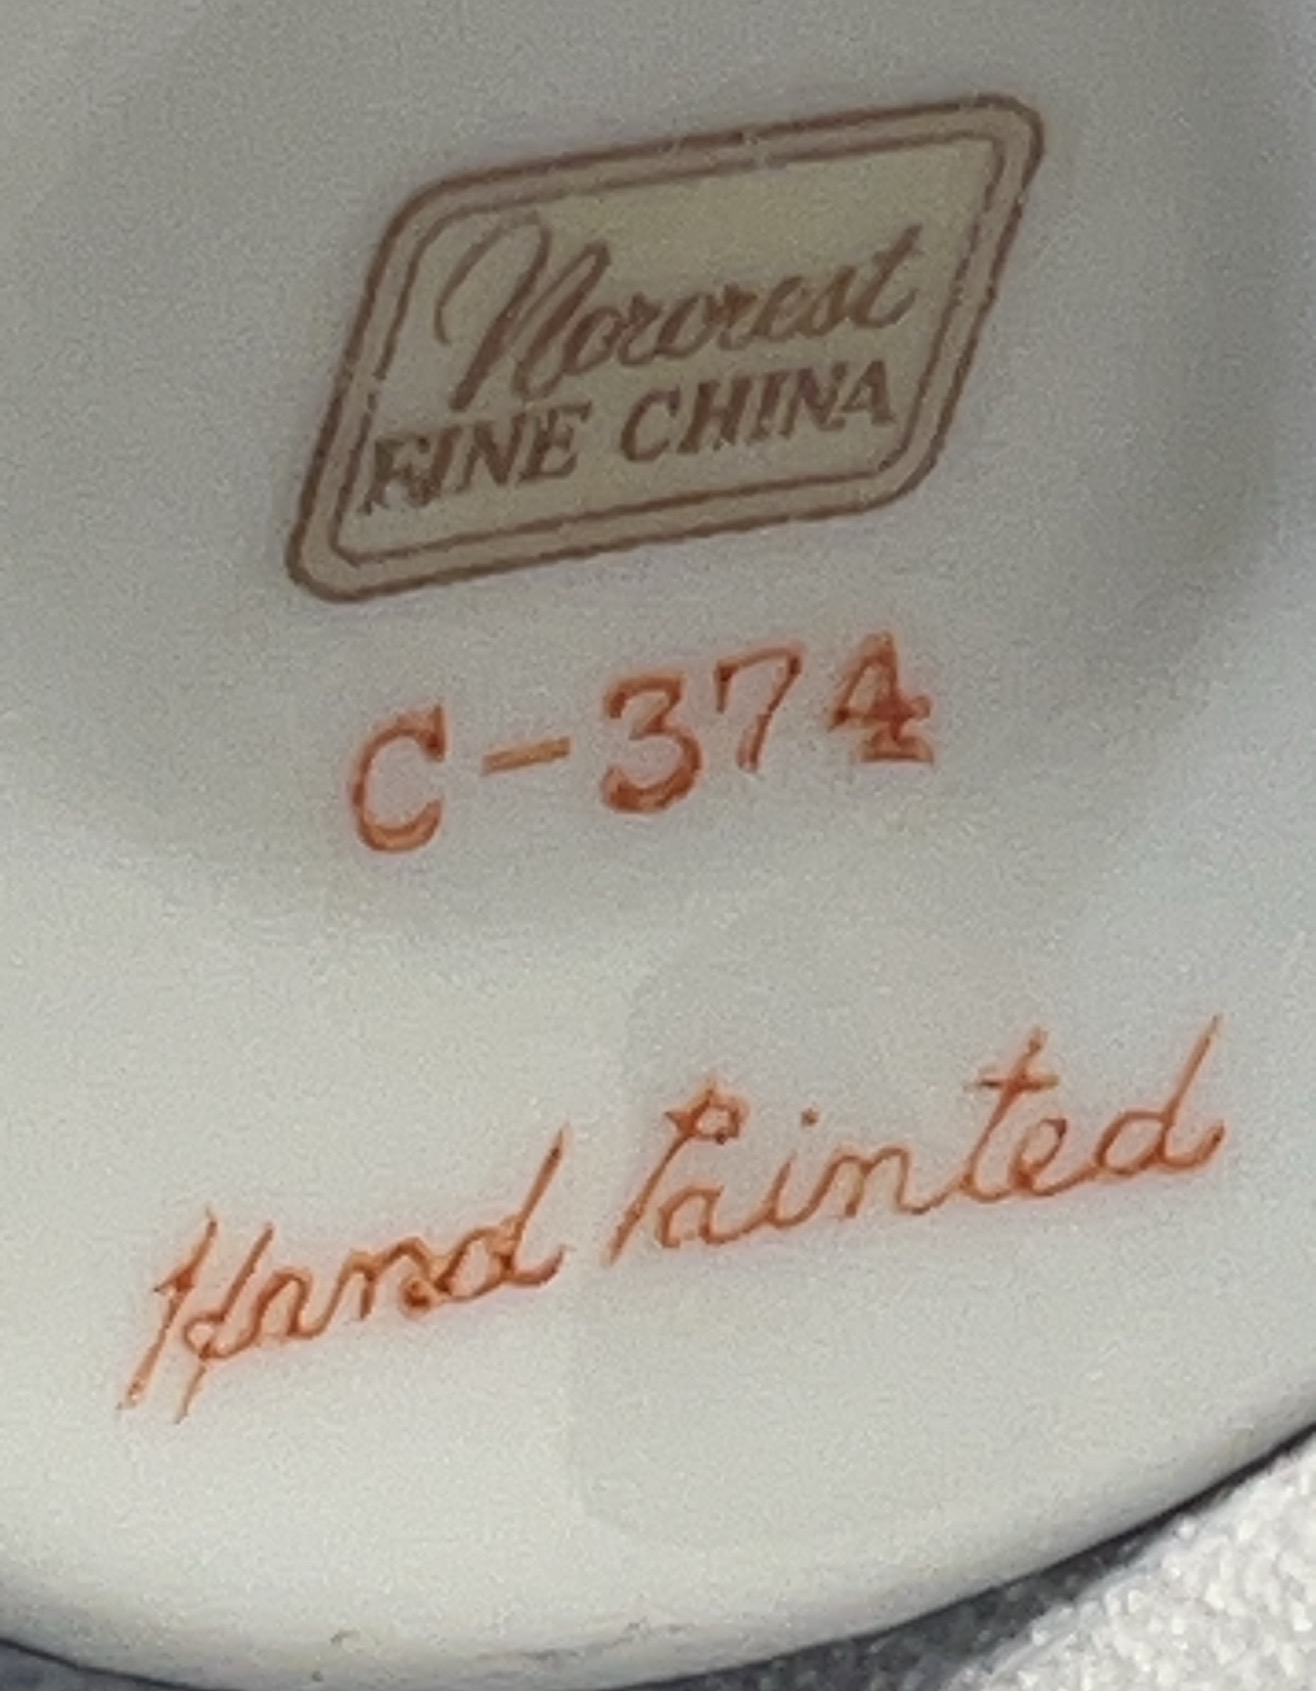 Norcrest
FINE CHINA
C-374
Hand Painted